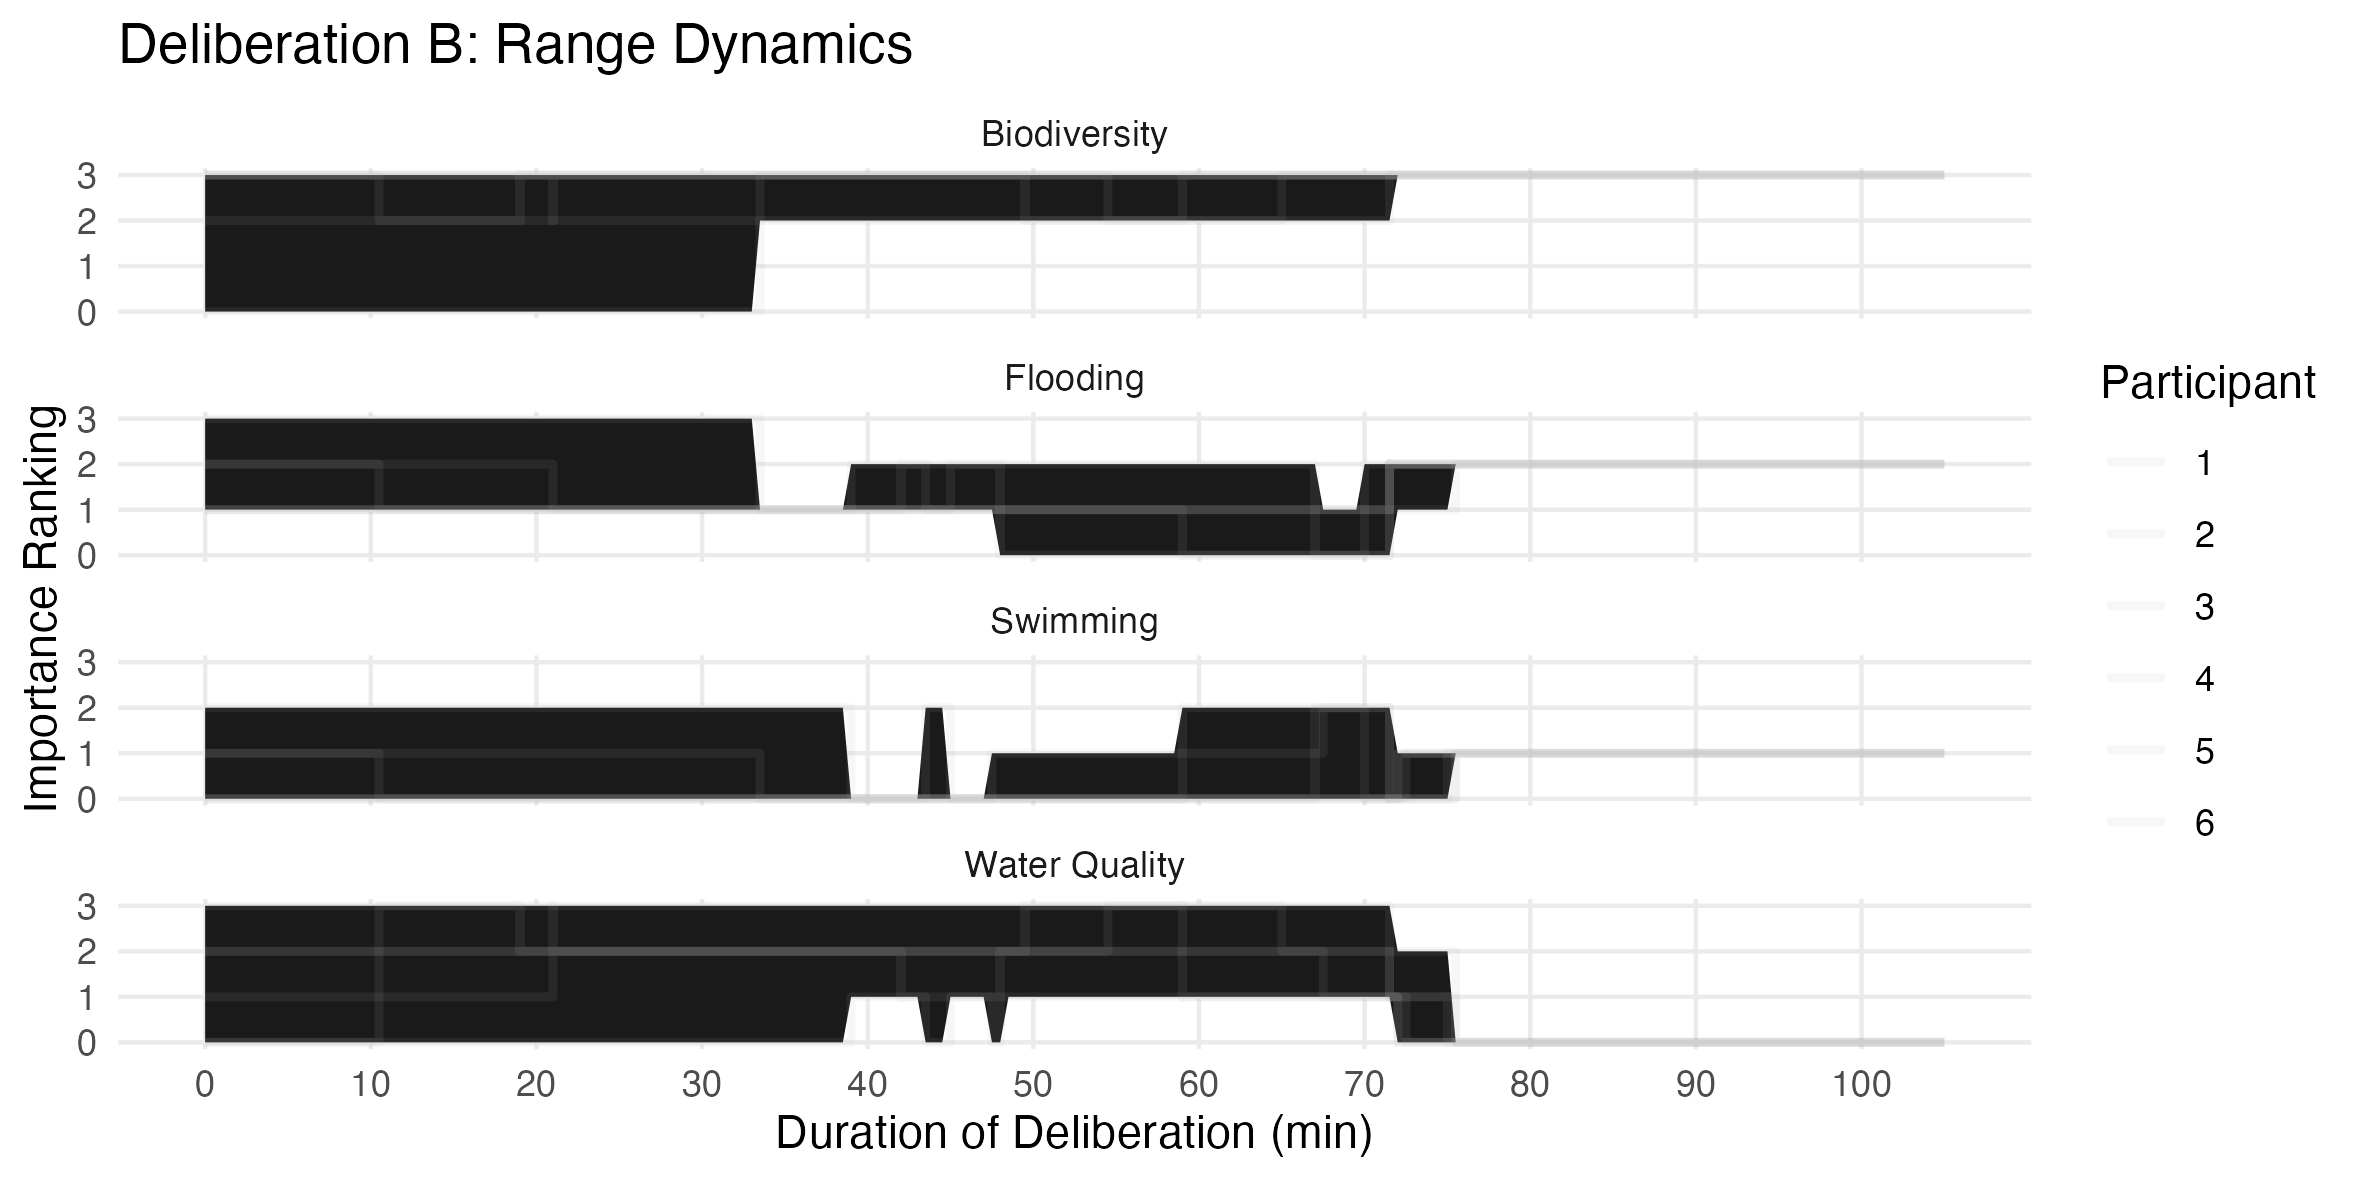 Deliberation B: Range Dynamics
Biodiversity
3
2
1
0
Flooding
3
2
1
0
Swimming
3
2
1
0
Water Quality
3
2
1
0
0 10 20 30 40 50 60 70 80 90 100
Duration of Deliberation (min)
Importance Ranking
Participant
1
2
3
4
5
6